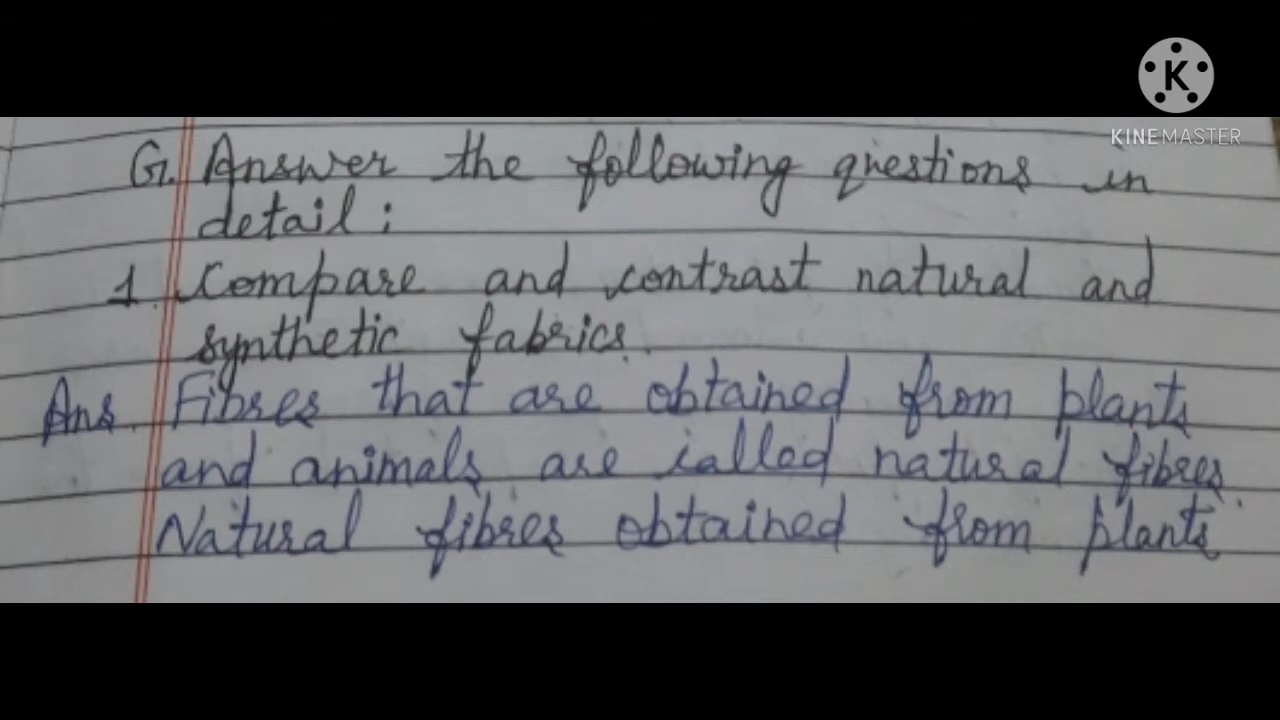 K
KINEMASTER
G. Answer the following questions in
detail :
1. Compare and contrast natural and
synthetic fabrics.
Ans. Fibres that are obtained from plants
and animals are called natural fibres.
Natural fibres obtained from plants